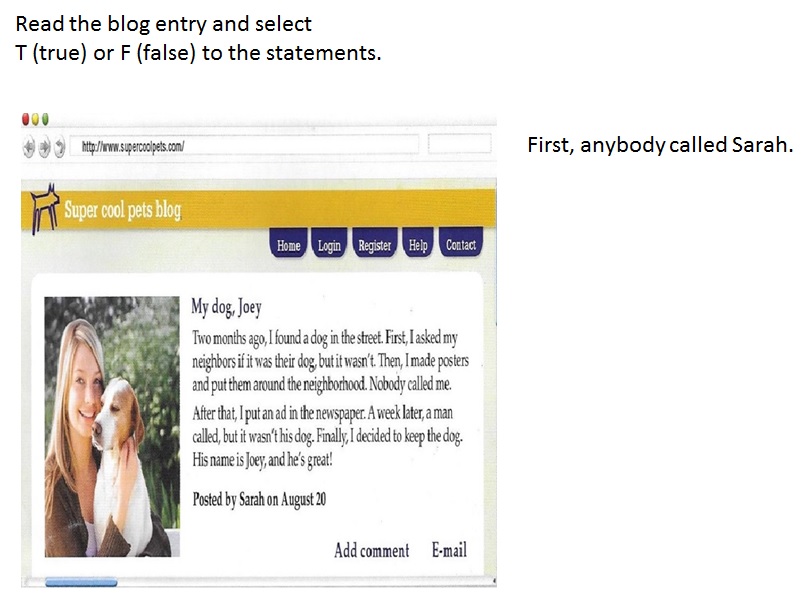 Read the blog entry and select
T (true) or F (false) to the statements.
http://www.supercoolpets.com/
First, anybody called Sarah.
Super cool pets blog
Home Login Register Help Contact
My dog, Joey
Two months ago, I found a dog in the street. First, I asked my
neighbors if it was their dog, but it wasn't. Then, I made posters
and put them around the neighborhood. Nobody called me.
After that, I put an ad in the newspaper. A week later, a man
called, but it wasn't his dog. Finally, I decided to keep the dog.
His name is Joey, and he's great!
Posted by Sarah on August 20
Add comment E-mail